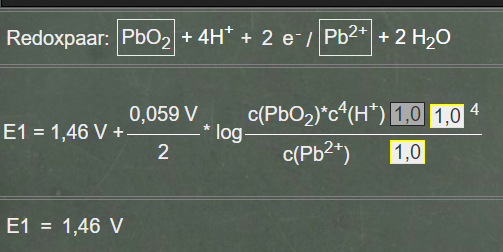 Redoxpaar: PbO₂ + 4H⁺ + 2 e⁻ / Pb²⁺ + 2 H₂O
0,059 V c(PbO₂)*c⁴(H⁺) 1,0 1,0 ⁴
E1 = 1,46 V + * log
2 c(Pb²⁺) 1,0
E1 = 1,46 V